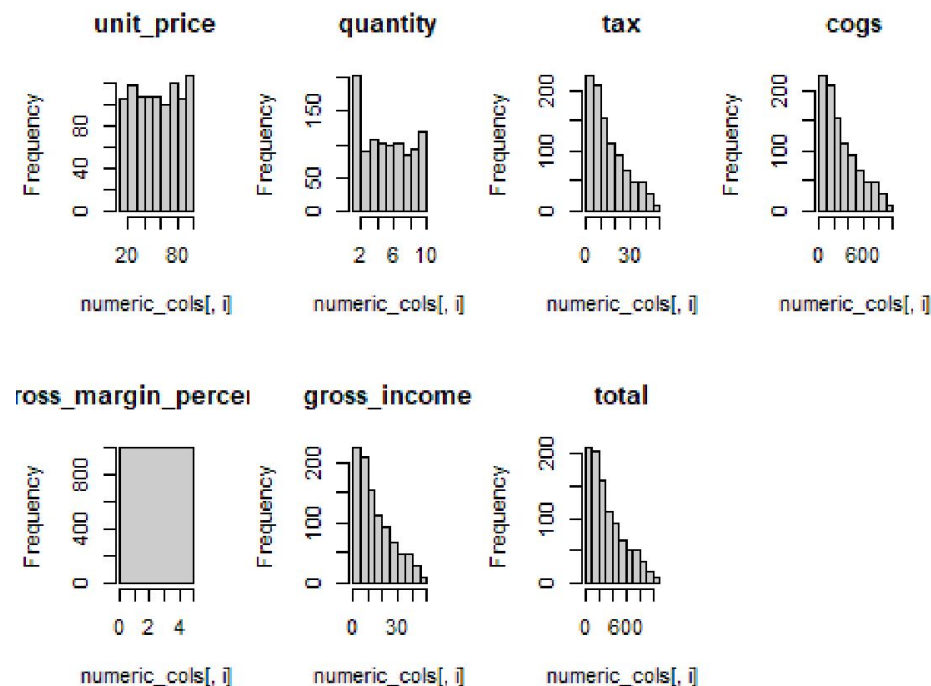 unit_price
Frequency
0 40 80
20 80
numeric_cols[, i]
quantity
Frequency
0 50 150
2 6 10
numeric_cols[, i]
tax
Frequency
0 100 200
0 30
numeric_cols[, i]
cogs
Frequency
0 100 200
0 600
numeric_cols[, i]
ross_margin_percer
Frequency
0 400 800
0 2 4
numeric_cols[, i]
gross_income
Frequency
0 100 200
0 30
numeric_cols[, i]
total
Frequency
0 100 200
0 600
numeric_cols[, i]